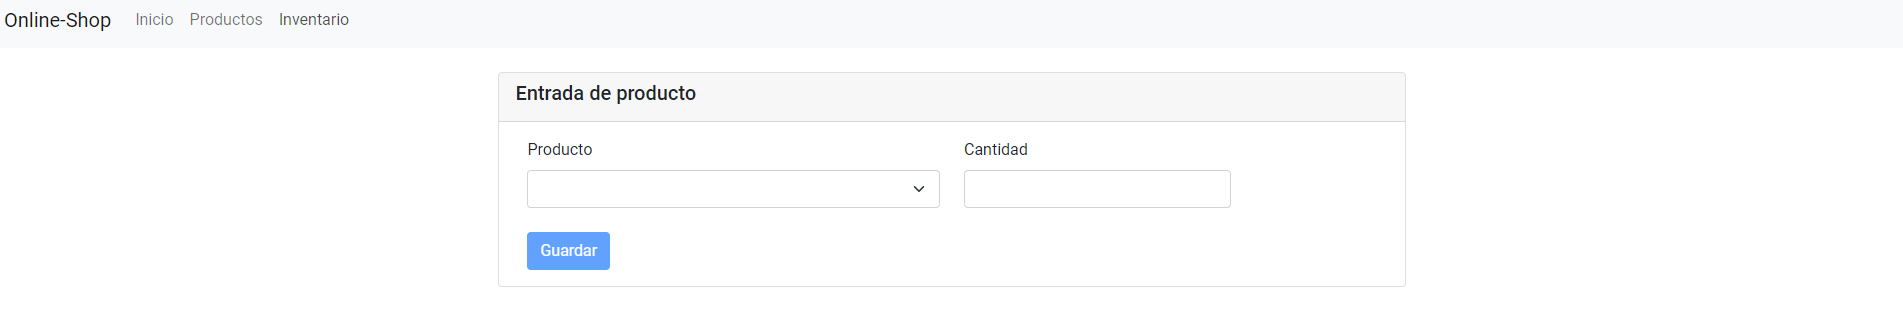 Online-Shop Inicio Productos Inventario
Entrada de producto
Producto Cantidad
Guardar